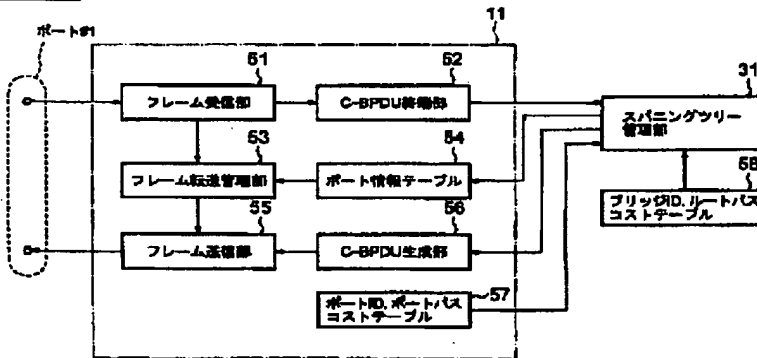 ポート#1
11
51
フレーム受信部
52
C-BPDU終端部
31
スパニングツリー
管理部
53
フレーム転送管理部
54
ポート情報テーブル
58
ブリッジID、ルートパス
コストテーブル
55
フレーム送信部
56
C-BPDU生成部
57
ポートID、ポートパス
コストテーブル